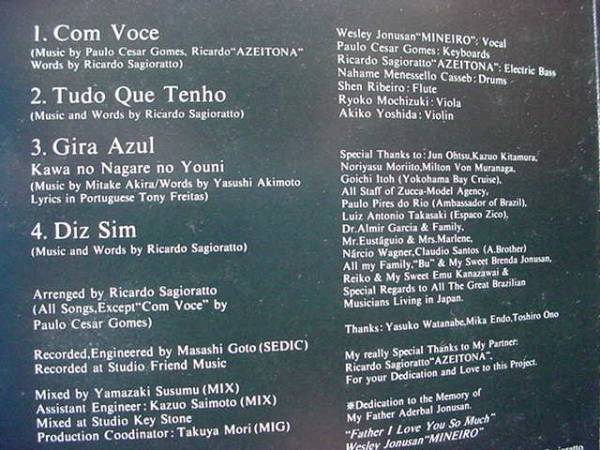 1. Com Voce
(Music by Paulo Cesar Gomes, Ricardo"AZEITONA"
Words by Ricardo Sagioratto)
2. Tudo Que Tenho
(Music and Words by Ricardo Sagioratto)
3. Gira Azul
Kawa no Nagare no Youni
(Music by Mitake Akira/Words by Yasushi Akimoto
Lyrics in Portuguese Tony Freitas)
4. Diz Sim
(Music and Words by Ricardo Sagioratto)
Arranged by Ricardo Sagioratto
(All Songs,Except"Com Voce" by
Paulo Cesar Gomes)
Recorded,Engineered by Masashi Goto (SEDIC)
Recorded at Studio Friend Music
Mixed by Yamazaki Susumu (MIX)
Assistant Engineer : Kazuo Saimoto (MIX)
Mixed at Studio Key Stone
Production Coodinator : Takuya Mori (MIG)
Wesley Jonusan"MINEIRO": Vocal
Paulo Cesar Gomes : Keyboards
Ricardo Sagioratto"AZEITONA": Electric Bass
Nahame Menessello Casseb : Drums
Shen Ribeiro : Flute
Ryoko Mochizuki : Viola
Akiko Yoshida : Violin
Special Thanks to : Jun Ohtsu,Kazuo Kitamura,
Noriyasu Moriito,Milton Von Muranaga,
Goichi Itoh (Yokohama Bay Cruise),
All Staff of Zucca-Model Agency,
Paulo Pires do Rio (Ambassador of Brazil),
Luiz Antonio Takasaki (Espaco Zico),
Dr.Almir Garcia & Family,
Mr.Eustáguio & Mrs.Marlene,
Nárcio Wagner,Claudio Santos (A.Brother)
All my Family,"Bu" & My Sweet Brenda Jonusan,
Reiko & My Sweet Emu Kanazawai &
Special Regards to All The Great Brazilian
Musicians Living in Japan.
Thanks : Yasuko Watanabe,Mika Endo,Toshiro Ono
My really Special Thanks to My Partner:
Ricardo Sagioratto"AZEITONA",
For your Dedication and Love to this Project.
※Dedication to the Memory of
My Father Aderbal Jonusan.
"Father I Love You So Much"
Wesley Jonusan"MINEIRO"